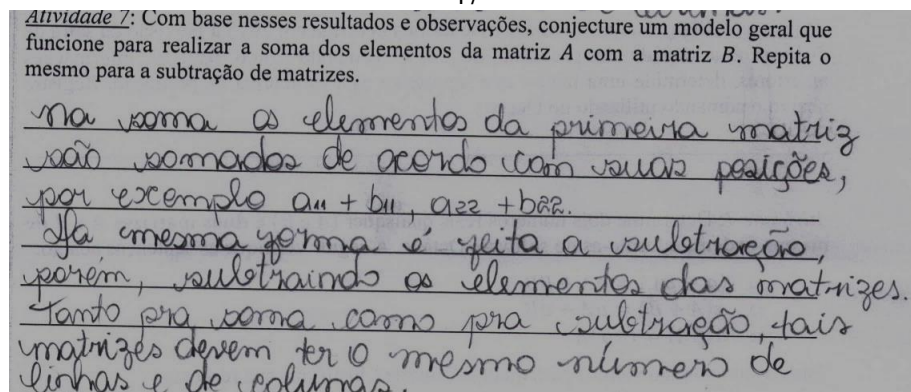 Atividade 7: Com base nesses resultados e observações, conjecture um modelo geral que
funcione para realizar a soma dos elementos da matriz A com a matriz B. Repita o
mesmo para a subtração de matrizes.
Na soma os elementos da primeira matriz
são somados de acordo com suas posições,
por excemplo a11 + b11, a22 + b22.
Da mesma forma é feita a subtração,
porem, subtraindo os elementos das matrizes.
Tanto pra soma como pra subtração, tais
matrizes devem ter o mesmo número de
linhas e de colunas.